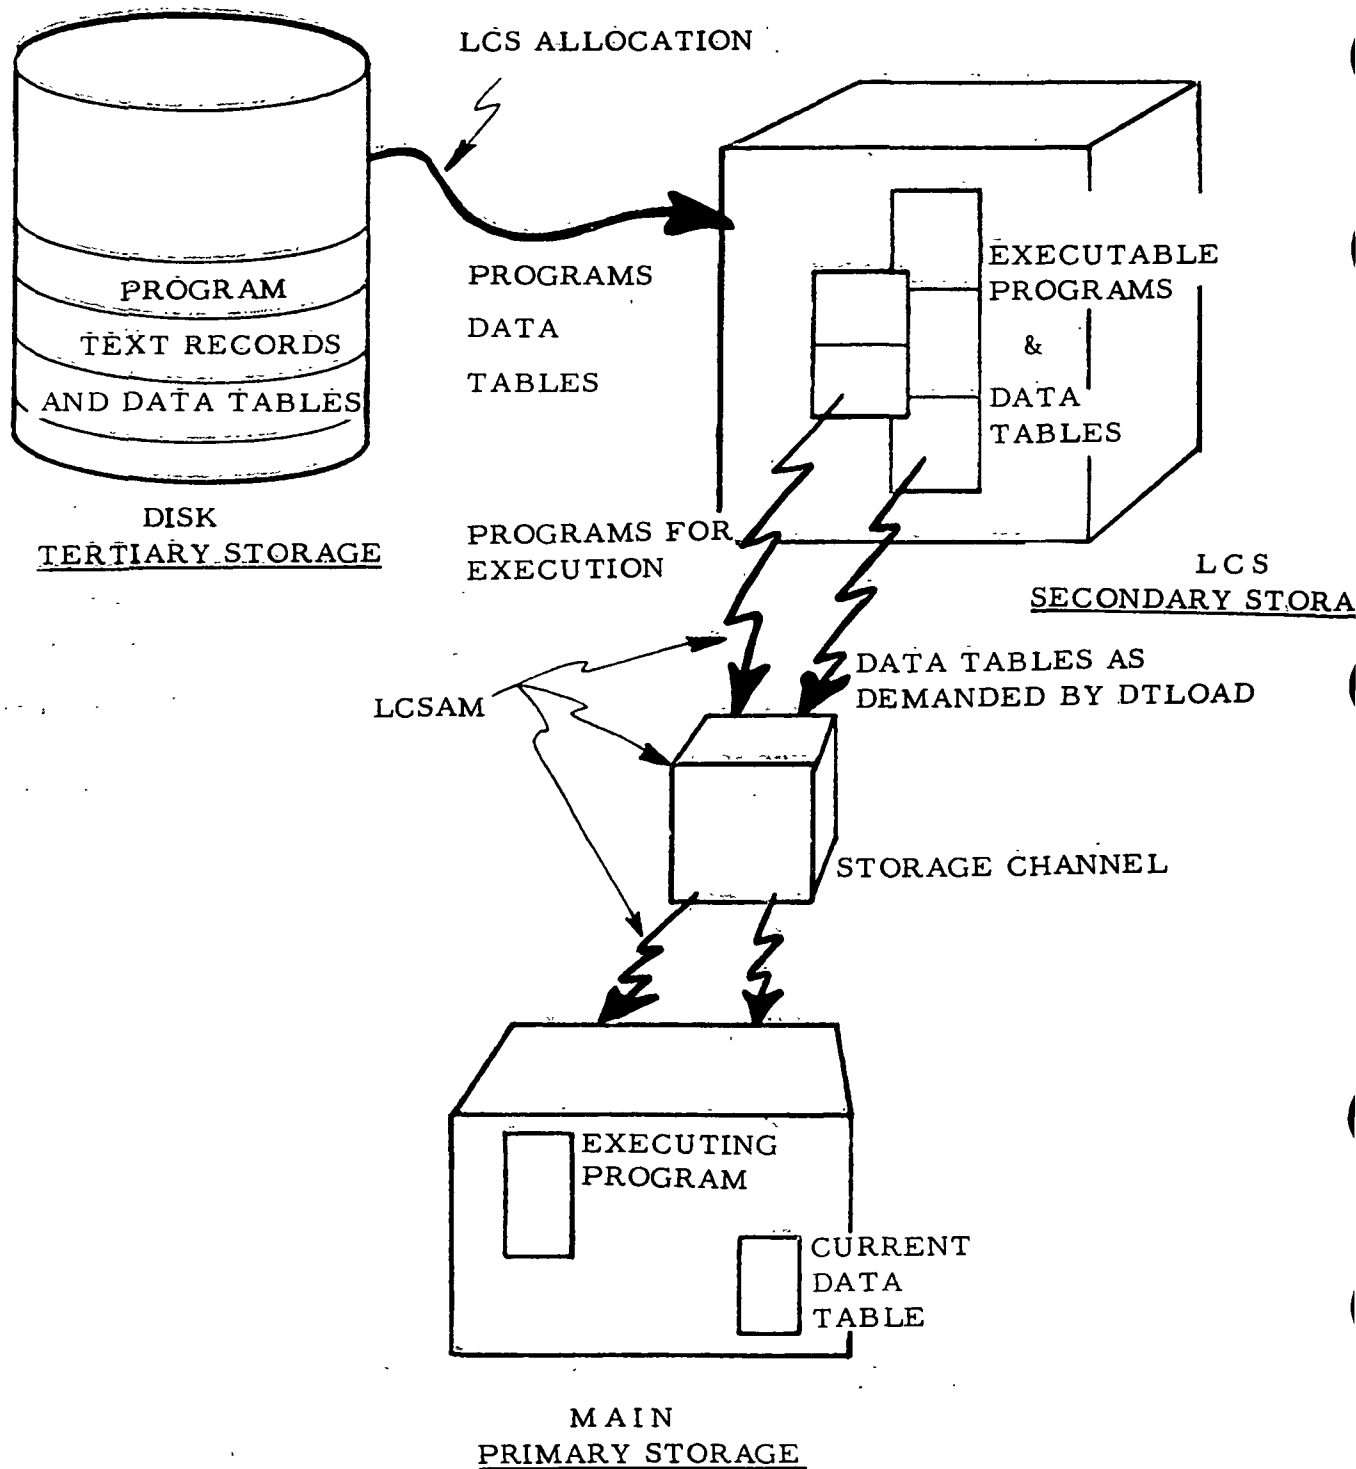 LCS ALLOCATION
PROGRAM
TEXT RECORDS
AND DATA TABLES
DISK
TERTIARY STORAGE
PROGRAMS
DATA
TABLES
EXECUTABLE
PROGRAMS
&
DATA
TABLES
LCS
SECONDARY STORA
PROGRAMS FOR
EXECUTION
DATA TABLES AS
DEMANDED BY DTLOAD
LCSAM
STORAGE CHANNEL
EXECUTING
PROGRAM
CURRENT
DATA
TABLE
MAIN
PRIMARY STORAGE